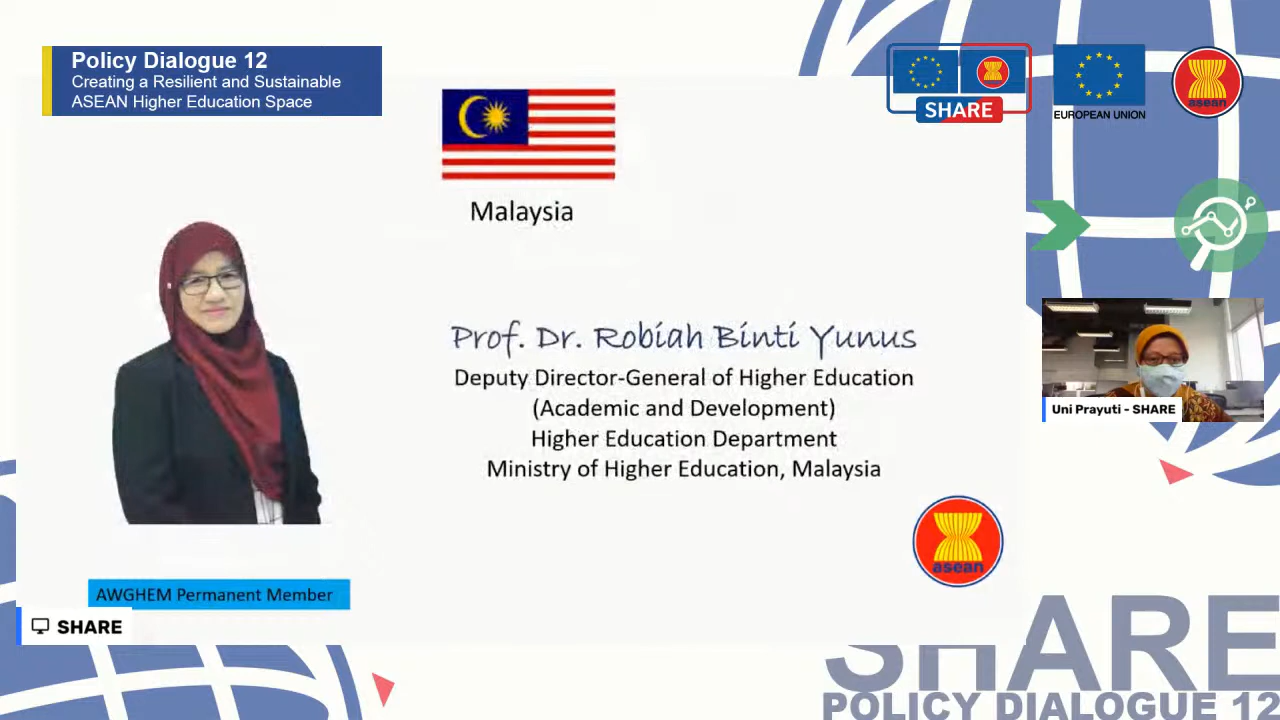 Policy Dialogue 12
Creating a Resilient and Sustainable
ASEAN Higher Education Space
SHARE
EUROPEAN UNION
asean
Malaysia
Prof. Dr. Robiah Binti Yunus
Deputy Director-General of Higher Education
(Academic and Development)
Higher Education Department
Ministry of Higher Education, Malaysia
Uni Prayuti - SHARE
asean
AWGHEM Permanent Member
SHARE
SHARE
POLICY DIALOGUE 12